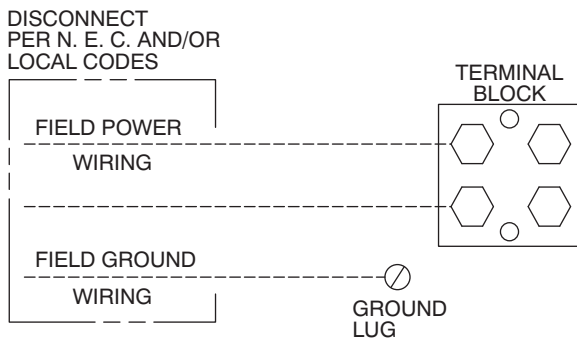 DISCONNECT
PER N. E. C. AND/OR
LOCAL CODES
TERMINAL
BLOCK
FIELD POWER
WIRING
FIELD GROUND
WIRING
GROUND
LUG